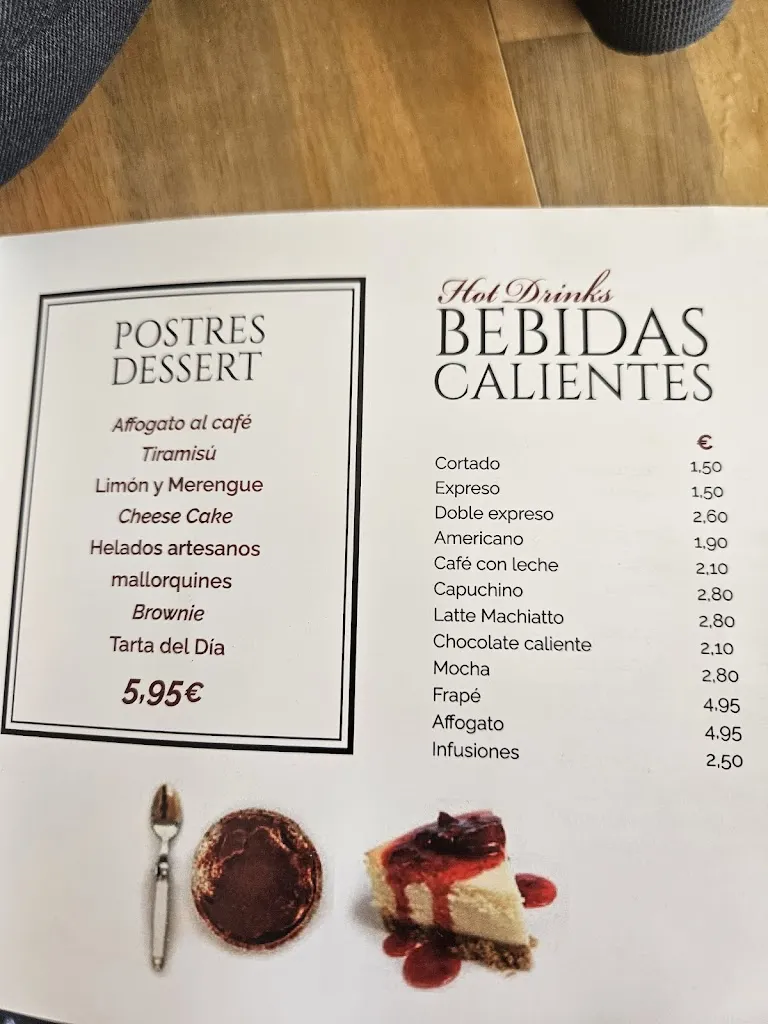 POSTRES
DESSERT
Affogato al café
Tiramisú
Limón y Merengue
Cheese Cake
Helados artesanos
mallorquines
Brownie
Tarta del Día
5,95€
Hot Drinks
BEBIDAS
CALIENTES
€
Cortado 1,50
Expreso 1,50
Doble expreso 2,60
Americano 1,90
Café con leche 2,10
Capuchino 2,80
Latte Machiatto 2,80
Chocolate caliente 2,10
Mocha 2,80
Frapé 4,95
Affogato 4,95
Infusiones 2,50